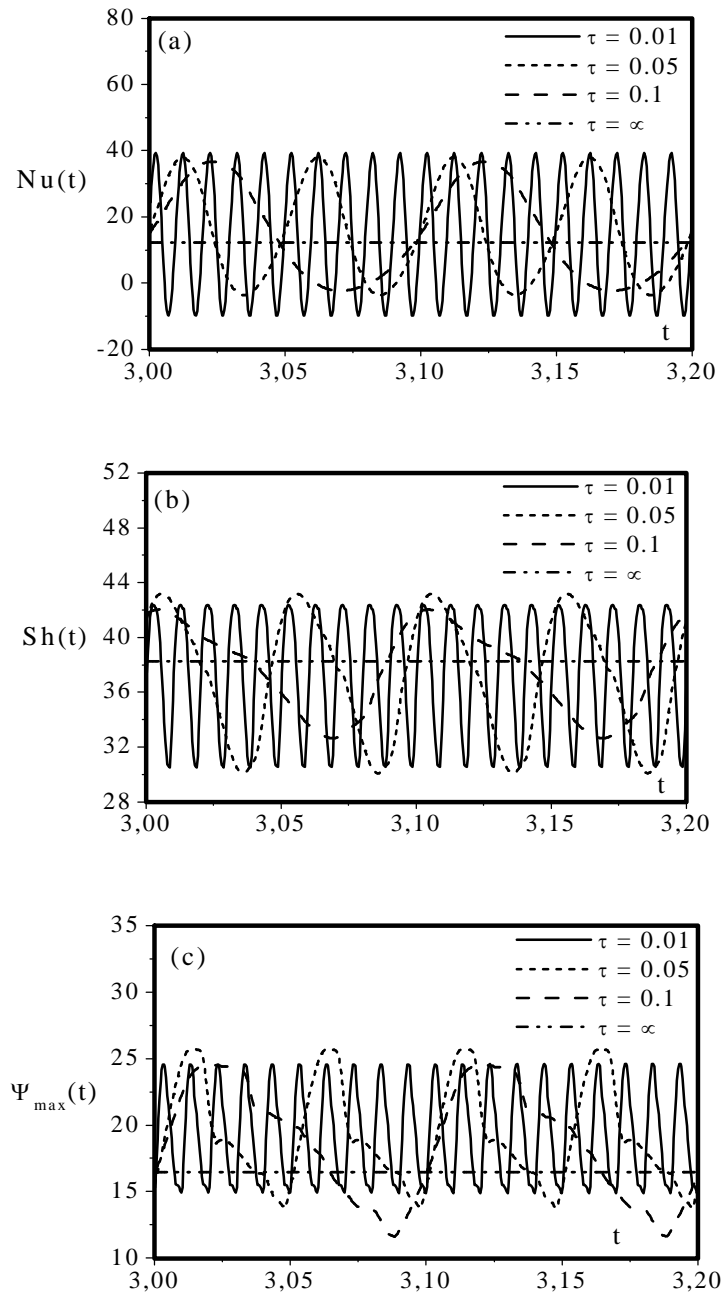 80
(a)
τ = 0.01
τ = 0.05
τ = 0.1
τ = ∝
60
40
Nu(t)
20
0
-20
t
3,00 3,05 3,10 3,15 3,20
52
(b)
τ = 0.01
τ = 0.05
τ = 0.1
τ = ∝
48
44
40
Sh(t)
36
32
28
t
3,00 3,05 3,10 3,15 3,20
35
(c)
τ = 0.01
τ = 0.05
τ = 0.1
τ = ∝
30
25
Ψmax(t)
20
15
10
t
3,00 3,05 3,10 3,15 3,20